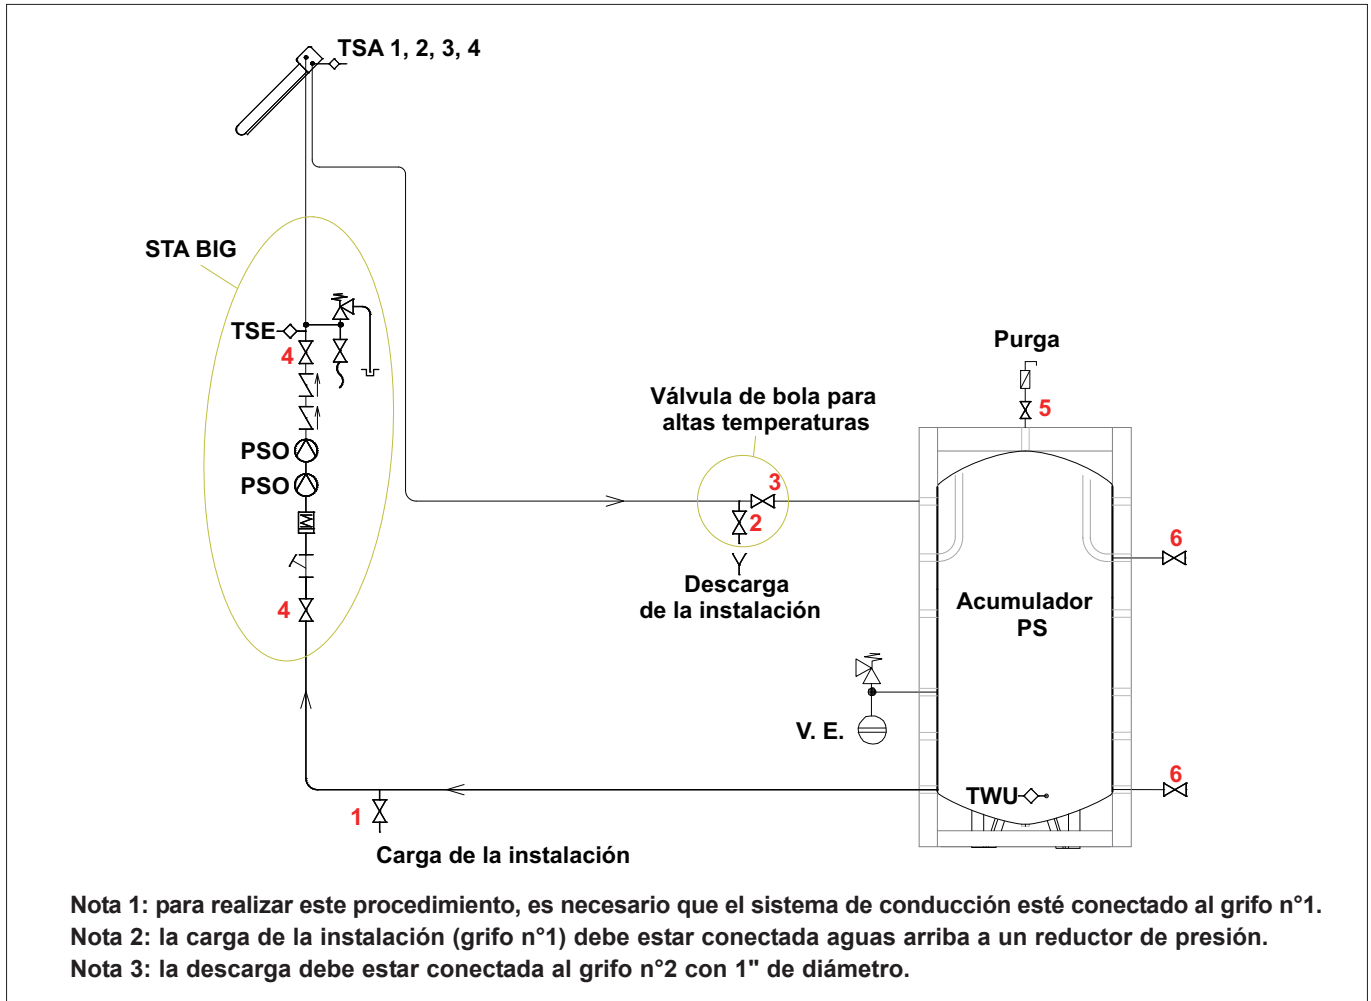 TSA 1, 2, 3, 4
STA BIG
TSE
4
PSO
PSO
4
Válvula de bola para
altas temperaturas
3
2
Descarga
de la instalación
Purga
5
6
Acumulador
PS
V. E.
6
TWU
1
Carga de la instalación
Nota 1: para realizar este procedimiento, es necesario que el sistema de conducción esté conectado al grifo n°1.
Nota 2: la carga de la instalación (grifo n°1) debe estar conectada aguas arriba a un reductor de presión.
Nota 3: la descarga debe estar conectada al grifo n°2 con 1" de diámetro.